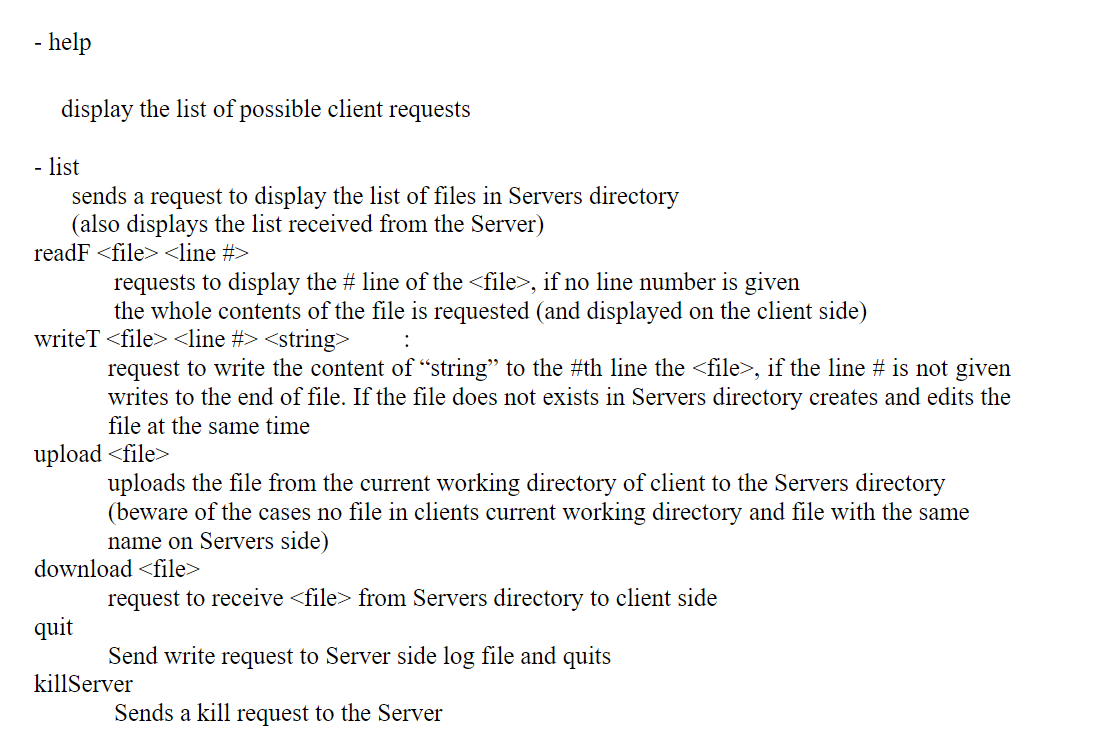 - help
display the list of possible client requests
- list
sends a request to display the list of files in Servers directory
(also displays the list received from the Server)
readF <file> <line #>
requests to display the # line of the <file>, if no line number is given
the whole contents of the file is requested (and displayed on the client side)
writeT <file> <line #> <string> :
request to write the content of “string” to the #th line the <file>, if the line # is not given
writes to the end of file. If the file does not exists in Servers directory creates and edits the
file at the same time
upload <file>
uploads the file from the current working directory of client to the Servers directory
(beware of the cases no file in clients current working directory and file with the same
name on Servers side)
download <file>
request to receive <file> from Servers directory to client side
quit
Send write request to Server side log file and quits
killServer
Sends a kill request to the Server